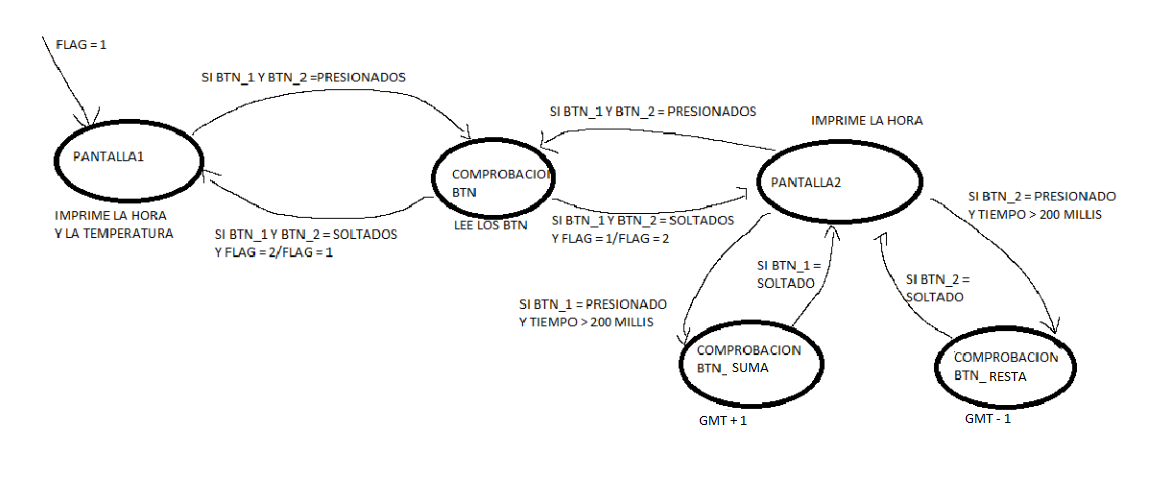 FLAG = 1
SI BTN_1 Y BTN_2 =PRESIONADOS
PANTALLA1
IMPRIME LA HORA
Y LA TEMPERATURA
SI BTN_1 Y BTN_2 = SOLTADOS
Y FLAG = 2/FLAG = 1
COMPROBACION
BTN
LEE LOS BTN
SI BTN_1 Y BTN_2 = PRESIONADOS
SI BTN_1 Y BTN_2 = SOLTADOS
Y FLAG = 1/FLAG = 2
IMPRIME LA HORA
PANTALLA2
SI BTN_1 = PRESIONADO
Y TIEMPO > 200 MILLIS
SI BTN_1 =
SOLTADO
SI BTN_2 = PRESIONADO
Y TIEMPO > 200 MILLIS
SI BTN_2 =
SOLTADO
COMPROBACION
BTN_ SUMA
GMT + 1
COMPROBACION
BTN_ RESTA
GMT - 1